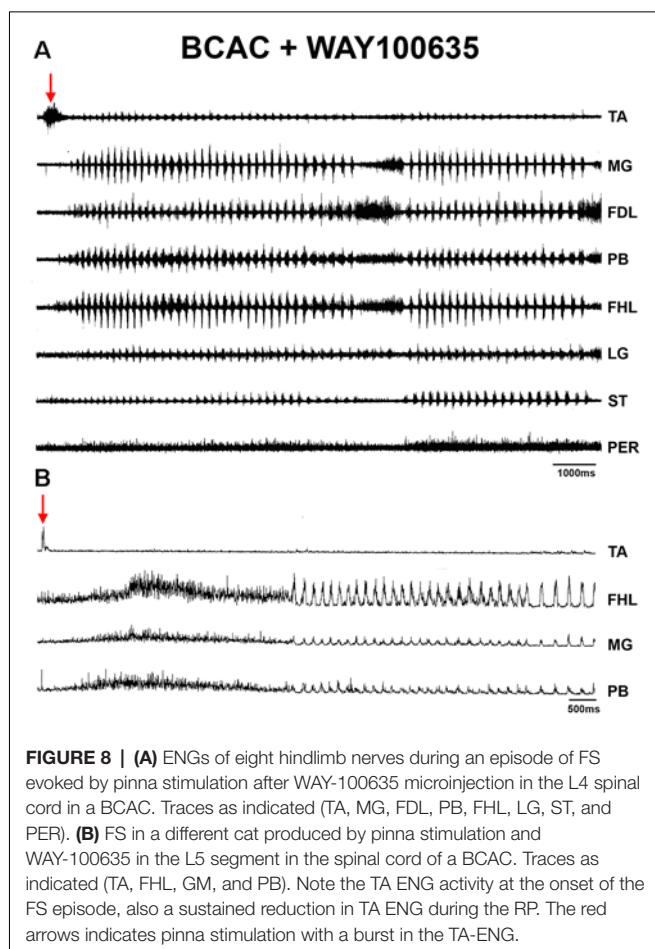 BCAC + WAY100635
A
TA
MG
FDL
PB
FHL
LG
ST
PER
1000ms
B
TA
FHL
MG
PB
500ms
FIGURE 8 | (A) ENGs of eight hindlimb nerves during an episode of FS
evoked by pinna stimulation after WAY-100635 microinjection in the L4 spinal
cord in a BCAC. Traces as indicated (TA, MG, FDL, PB, FHL, LG, ST, and
PER). (B) FS in a different cat produced by pinna stimulation and
WAY-100635 in the L5 segment in the spinal cord of a BCAC. Traces as
indicated (TA, FHL, GM, and PB). Note the TA ENG activity at the onset of the
FS episode, also a sustained reduction in TA ENG during the RP. The red
arrows indicates pinna stimulation with a burst in the TA-ENG.